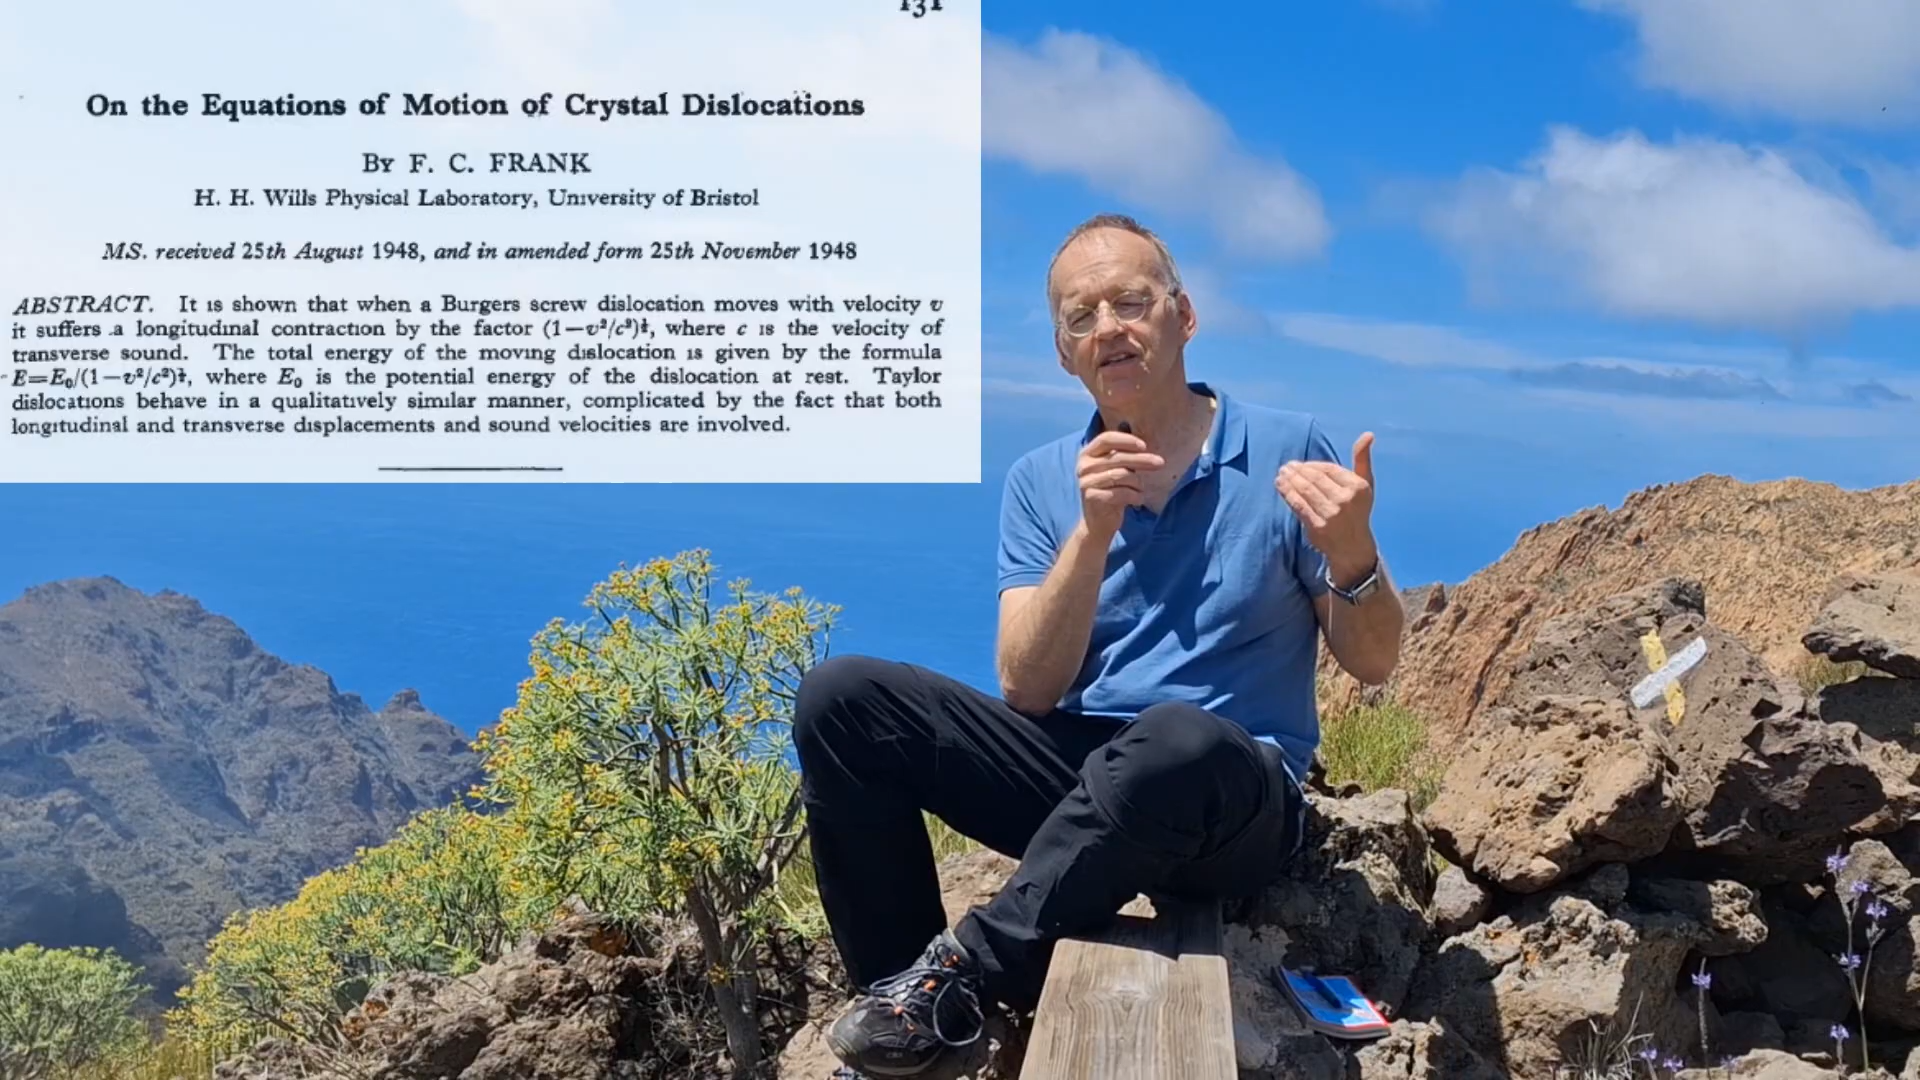 131
On the Equations of Motion of Crystal Dislocations
By F. C. FRANK
H. H. Wills Physical Laboratory, University of Bristol
MS. received 25th August 1948, and in amended form 25th November 1948
ABSTRACT. It is shown that when a Burgers screw dislocation moves with velocity v
it suffers a longitudinal contraction by the factor (1−v²/c²)½, where c is the velocity of
transverse sound. The total energy of the moving dislocation is given by the formula
E=E₀/(1−v²/c²)½, where E₀ is the potential energy of the dislocation at rest. Taylor
dislocations behave in a qualitatively similar manner, complicated by the fact that both
longitudinal and transverse displacements and sound velocities are involved.